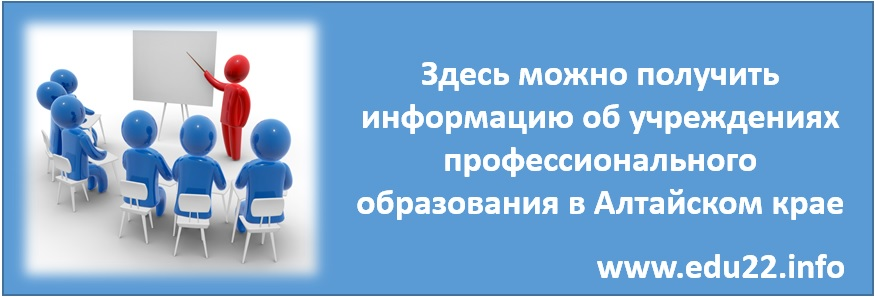 Здесь можно получить
информацию об учреждениях
профессионального
образования в Алтайском крае
www.edu22.info